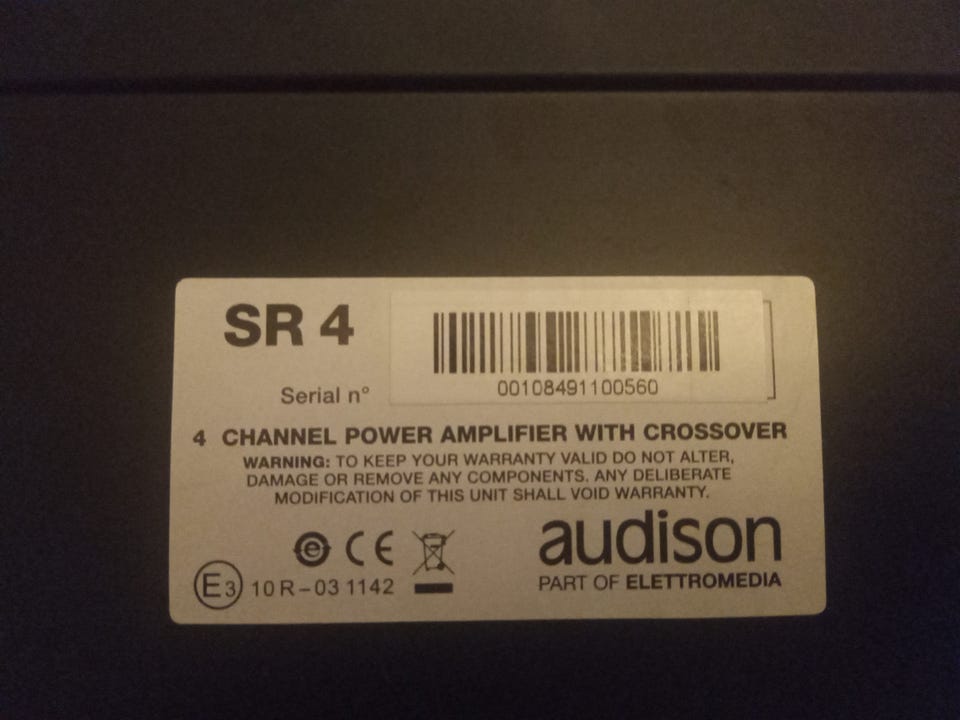 SR 4
Serial n°
00108491100560
4 CHANNEL POWER AMPLIFIER WITH CROSSOVER
WARNING: TO KEEP YOUR WARRANTY VALID DO NOT ALTER,
DAMAGE OR REMOVE ANY COMPONENTS. ANY DELIBERATE
MODIFICATION OF THIS UNIT SHALL VOID WARRANTY.
e CE
audison
E3 10 R-03 1142
PART OF ELETTROMEDIA